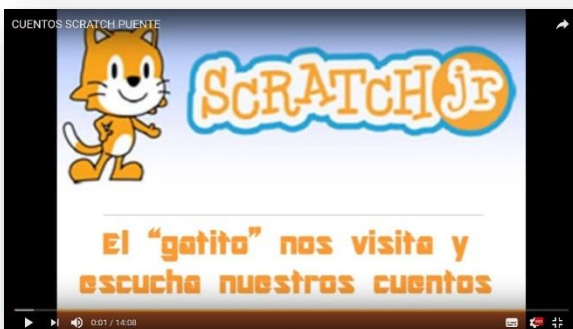 CUENTOS SCRATCH PUENTE
SCRATCH jr
El "gatito" nos visita y
escucha nuestros cuentos
0:01 / 14:08